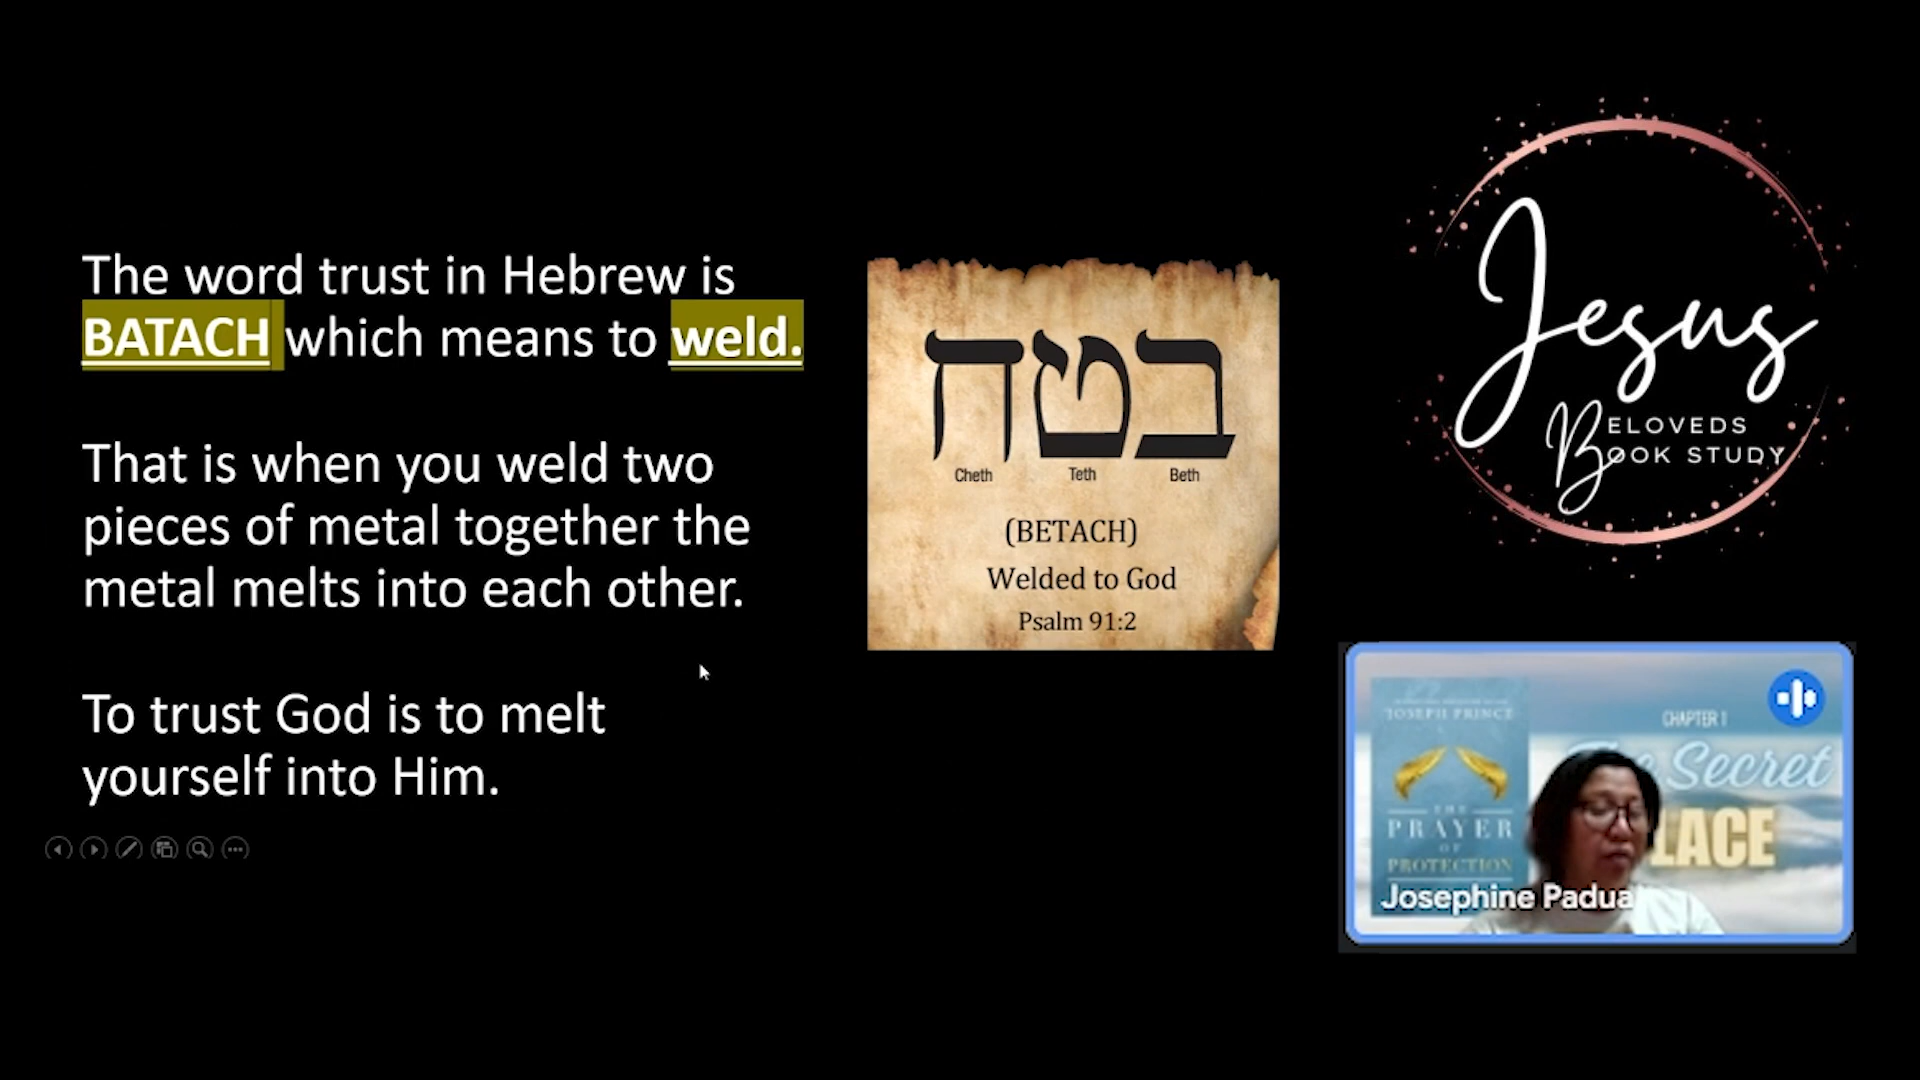 The word trust in Hebrew is
BATACH which means to weld.
That is when you weld two
pieces of metal together the
metal melts into each other.
To trust God is to melt
yourself into Him.
בטח
Cheth Teth Beth
(BETACH)
Welded to God
Psalm 91:2
Jesus
BELOVEDS
BOOK STUDY
JOSEPH PRINCE
THE
PRAYER
OF
PROTECTION
CHAPTER 1
Secret
LACE
Josephine Padua